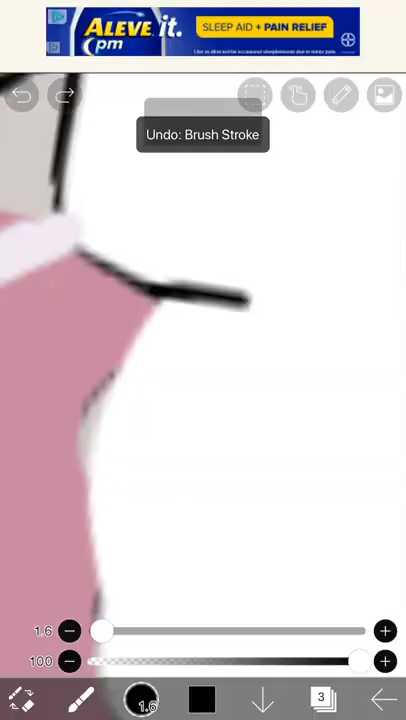 ALEVE it.
pm
SLEEP AID + PAIN RELIEF
Undo: Brush Stroke
1.6
100
1.6
3